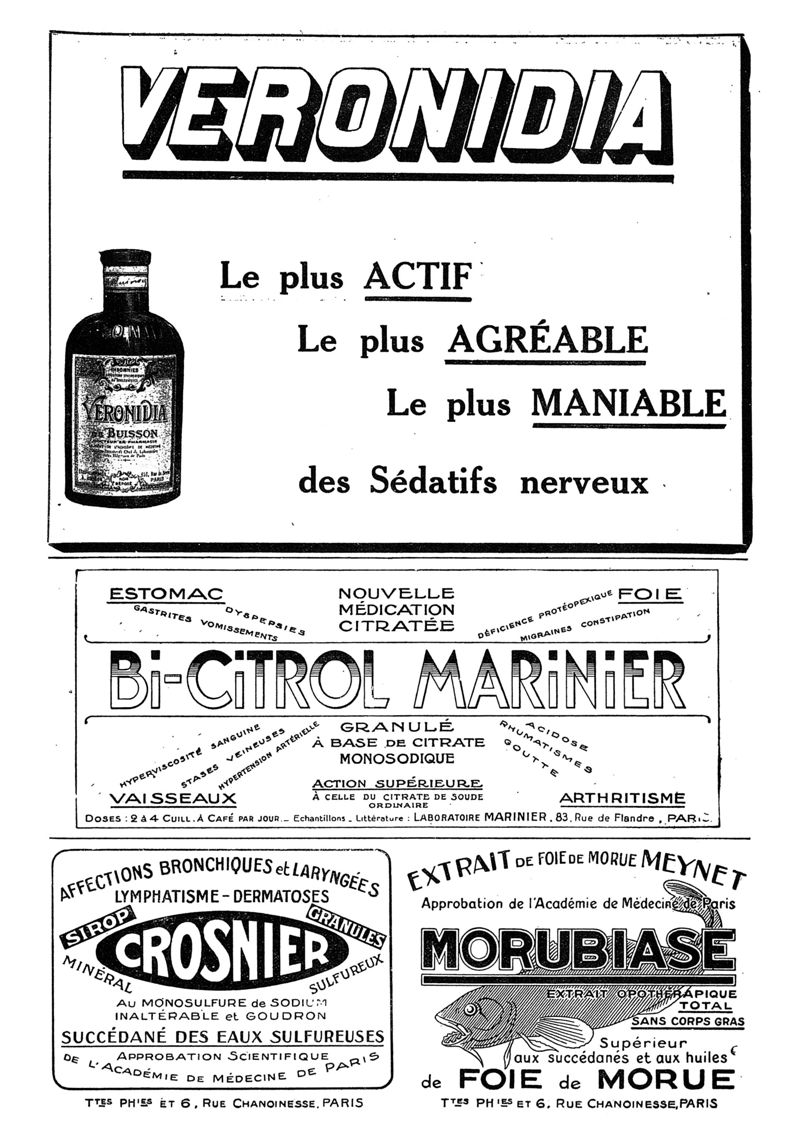 VERONIDIA
Le plus ACTIF
Le plus AGRÉABLE
Le plus MANIABLE
des Sédatifs nerveux
INSOMNIES
VERONIDIA
DE BUISSON
DOCTEUR EN PHARMACIE
PARIS
ESTOMAC
GASTRITES DYSPEPSIES
VOMISSEMENTS
NOUVELLE
MÉDICATION
CITRATÉE
FOIE
DÉFICIENCE PROTÉOPEXIQUE
MIGRAINES CONSTIPATION
Bi-CiTROL MARiNiER
HYPERVISCOSITÉ SANGUINE
STASES VEINEUSES
HYPERTENSION ARTÉRIELLE
VAISSEAUX
GRANULÉ
À BASE DE CITRATE
MONOSODIQUE
ACTION SUPÉRIEURE
À CELLE DU CITRATE DE SOUDE
ORDINAIRE
ACIDOSE
RHUMATISMES
GOUTTE
ARTHRITISME
DOSES : 2 à 4 CUILL. À CAFÉ PAR JOUR. _ Echantillons _ Littérature : LABORATOIRE MARINIER . 83, Rue de Flandre , PARIS.
AFFECTIONS BRONCHIQUES et LARYNGÉES
LYMPHATISME - DERMATOSES
SIROP
GRANULES
CROSNIER
MINÉRAL
SULFUREUX
AU MONOSULFURE de SODIUM
INALTÉRABLE et GOUDRON
SUCCÉDANÉ DES EAUX SULFUREUSES
APPROBATION SCIENTIFIQUE
DE L'ACADÉMIE DE MÉDECINE DE PARIS
TTES PHIES ET 6, RUE CHANOINESSE, PARIS
EXTRAIT DE FOIE DE MORUE MEYNET
Approbation de l'Académie de Médecine de Paris
MORUBIASE
EXTRAIT OPOTHÉRAPIQUE
TOTAL
SANS CORPS GRAS
Supérieur
aux succédanés et aux huiles
de FOIE de MORUE
TTES PHIES ET 6, RUE CHANOINESSE, PARIS